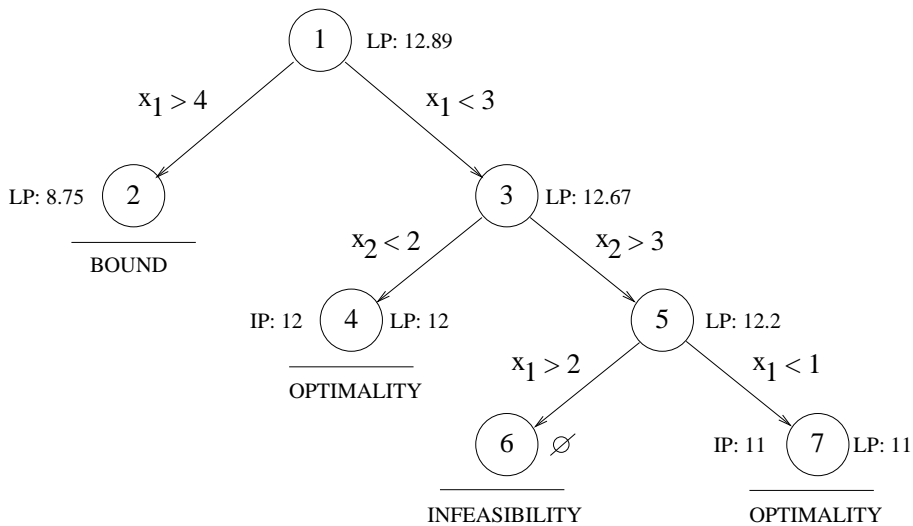 1 LP: 12.89
x1 > 4 x1 < 3
LP: 8.75 2 3 LP: 12.67
BOUND x2 < 2 x2 > 3
IP: 12 4 LP: 12 5 LP: 12.2
OPTIMALITY x1 > 2 x1 < 1
6 ∅ IP: 11 7 LP: 11
INFEASIBILITY OPTIMALITY